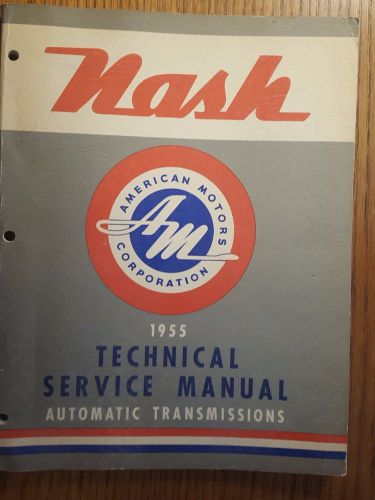 Nash
AMERICAN MOTORS
AM
CORPORATION
1955
TECHNICAL
SERVICE MANUAL
AUTOMATIC TRANSMISSIONS